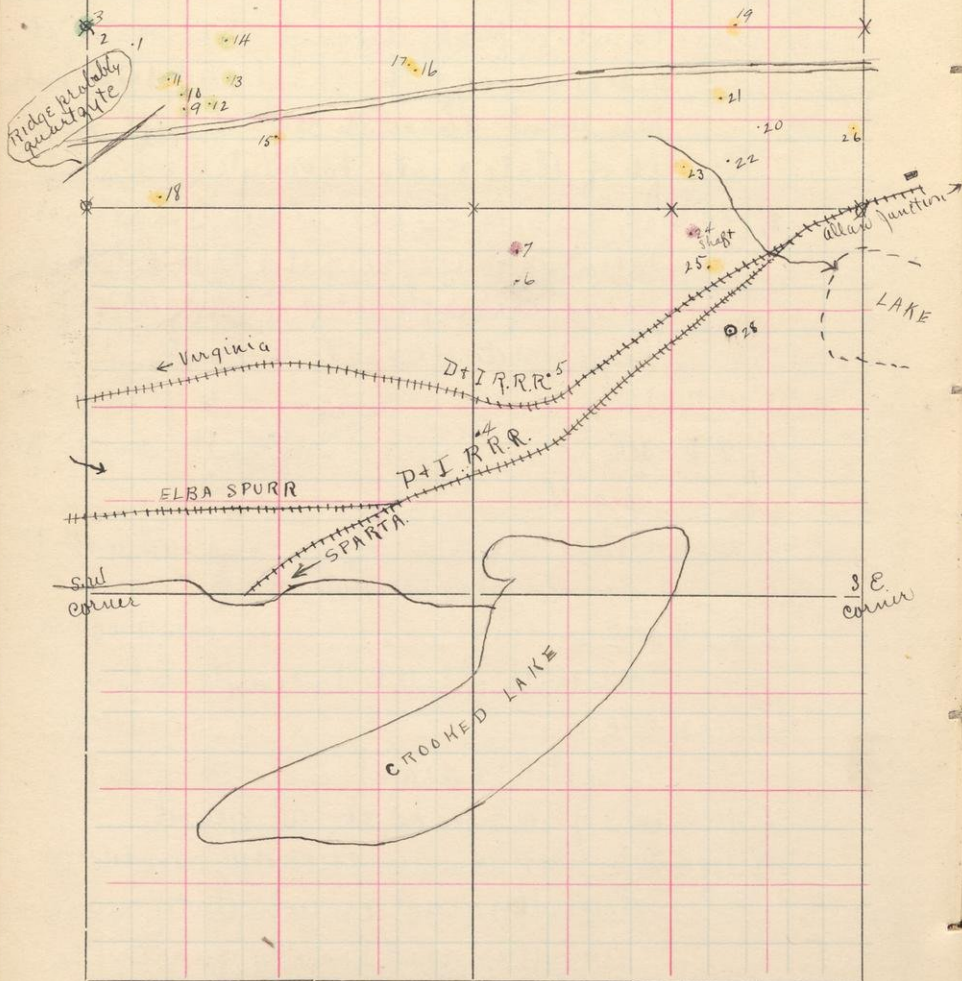 3
2
.1
.14
19
Ridge probably
quartzyte
.11
.13
.10
.9
.12
17.
.16
.21
15.
.20
26
.22
.23
.18
.24
shaft
25.
Allan Junction
.7
.6
LAKE
28
← Virginia
D+I R.R.R.
.5
.4
D+I.R R.R.
ELBA SPURR
← SPARTA.
S.W
corner
S E.
corner
CROOKED LAKE